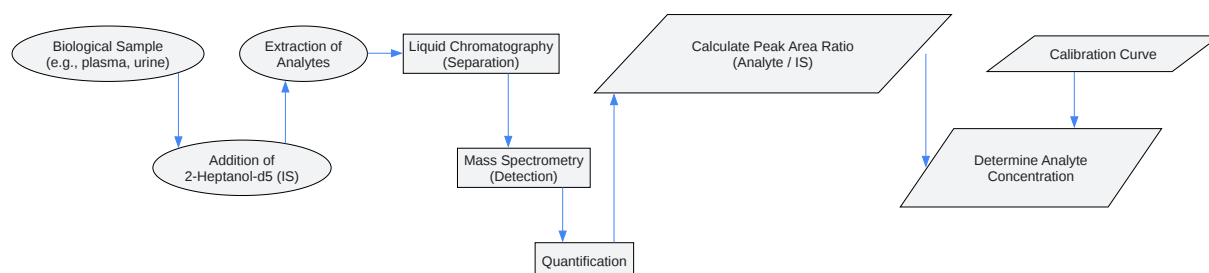 Biological Sample
(e.g., plasma, urine)
Addition of
2-Heptanol-d5 (IS)
Extraction of
Analytes
Liquid Chromatography
(Separation)
Mass Spectrometry
(Detection)
Quantification
Calculate Peak Area Ratio
(Analyte / IS)
Calibration Curve
Determine Analyte
Concentration